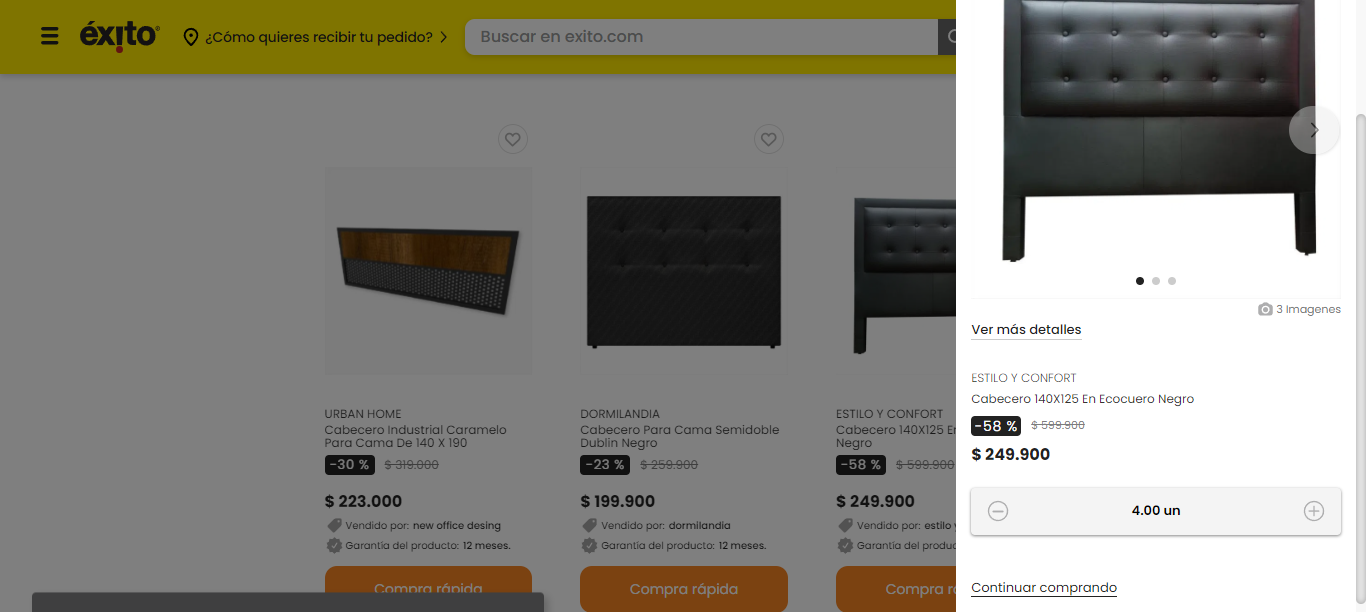 éxito
¿Cómo quieres recibir tu pedido?
Buscar en exito.com
URBAN HOME
Cabecero Industrial Caramelo
Para Cama De 140 X 190
-30 % $ 319.000
$ 223.000
Vendido por: new office desing
Garantía del producto: 12 meses.
Compra rápida
DORMILANDIA
Cabecero Para Cama Semidoble
Dublin Negro
-23 % $ 259.900
$ 199.900
Vendido por: dormilandia
Garantía del producto: 12 meses.
Compra rápida
ESTILO Y CONFORT
Cabecero 140X125
Negro
-58 % $ 599.900
$ 249.900
Vendido por: estilo
Garantía del
Compra
3 Imagenes
Ver más detalles
ESTILO Y CONFORT
Cabecero 140X125 En Ecocuero Negro
-58 % $ 599.900
$ 249.900
4.00 un
Continuar comprando